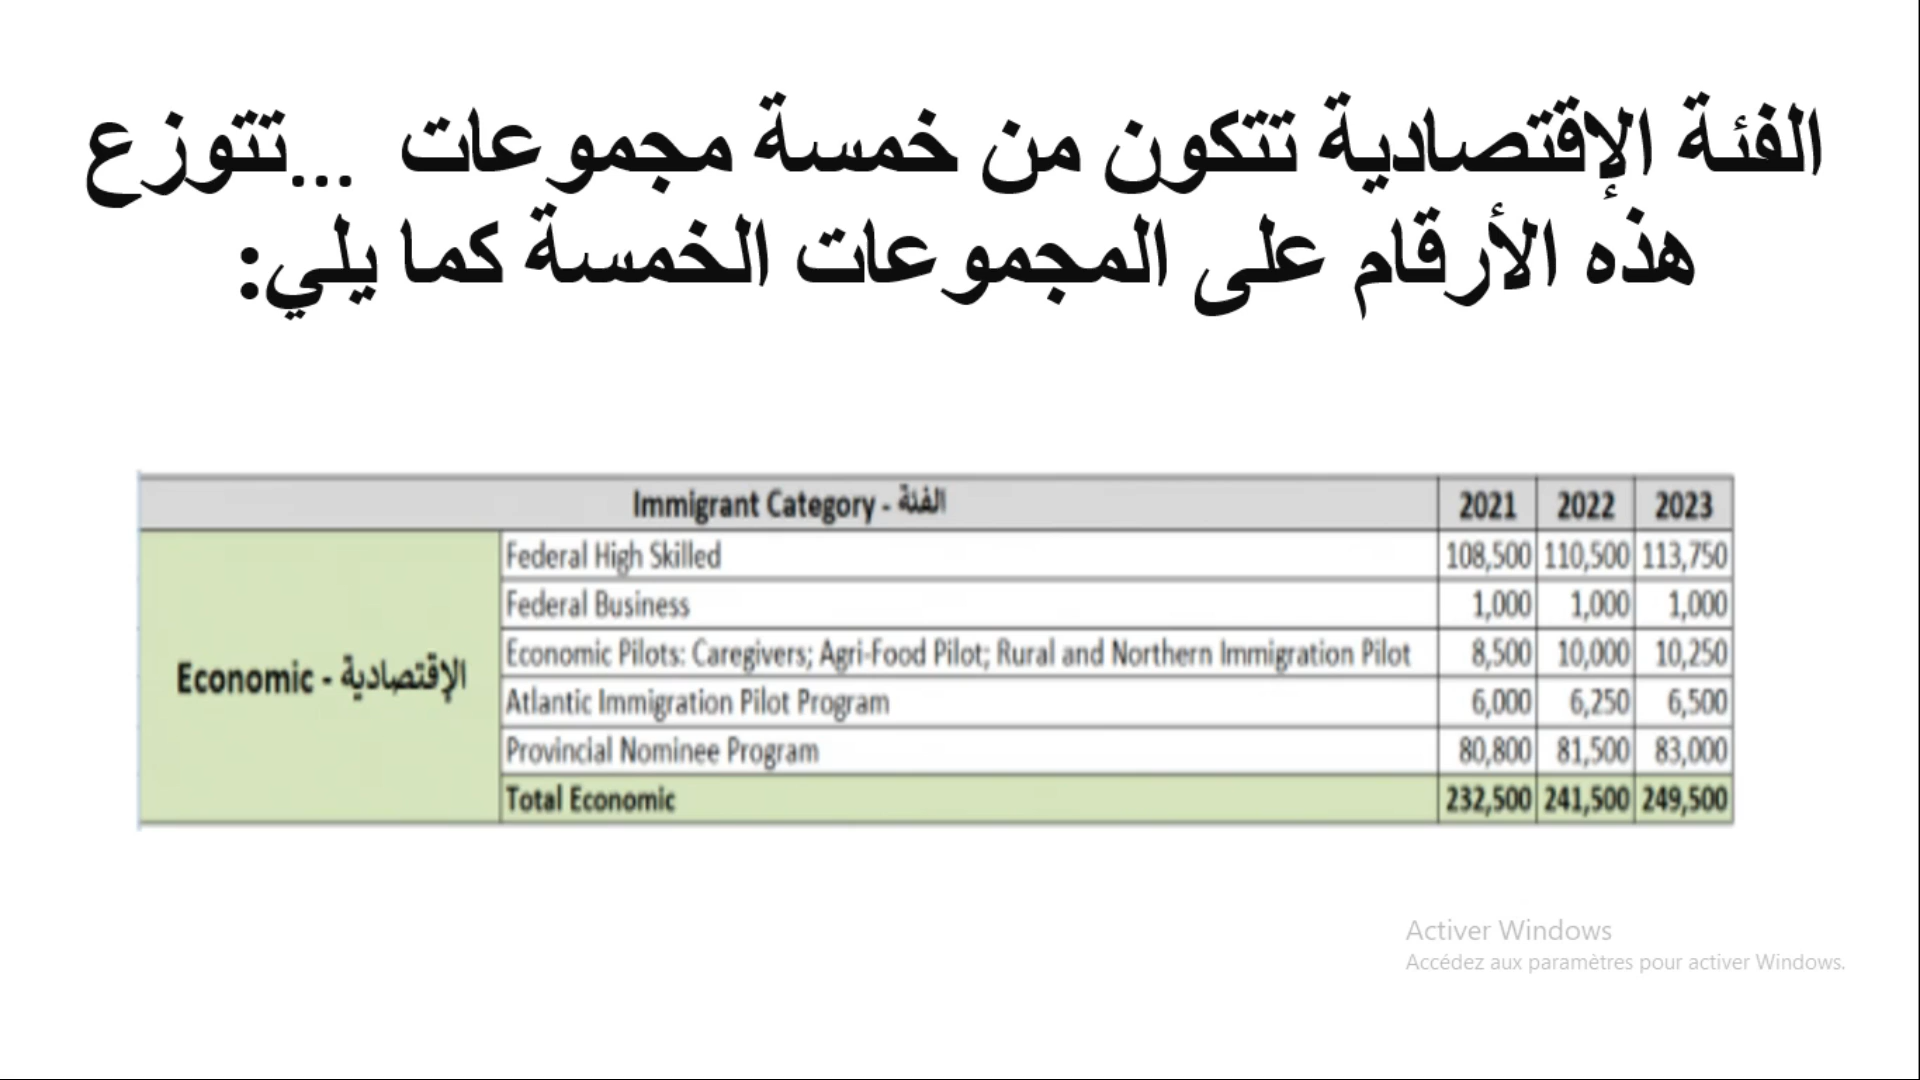 الفئة الإقتصادية تتكون من خمسة مجموعات ...تتوزع
هذه الأرقام على المجموعات الخمسة كما يلي:
Immigrant Category - الفئة 2021 2022 2023
Economic - الإقتصادية
Federal High Skilled 108,500 110,500 113,750
Federal Business 1,000 1,000 1,000
Economic Pilots: Caregivers; Agri-Food Pilot; Rural and Northern Immigration Pilot 8,500 10,000 10,250
Atlantic Immigration Pilot Program 6,000 6,250 6,500
Provincial Nominee Program 80,800 81,500 83,000
Total Economic 232,500 241,500 249,500
Activer Windows
Accédez aux paramètres pour activer Windows.